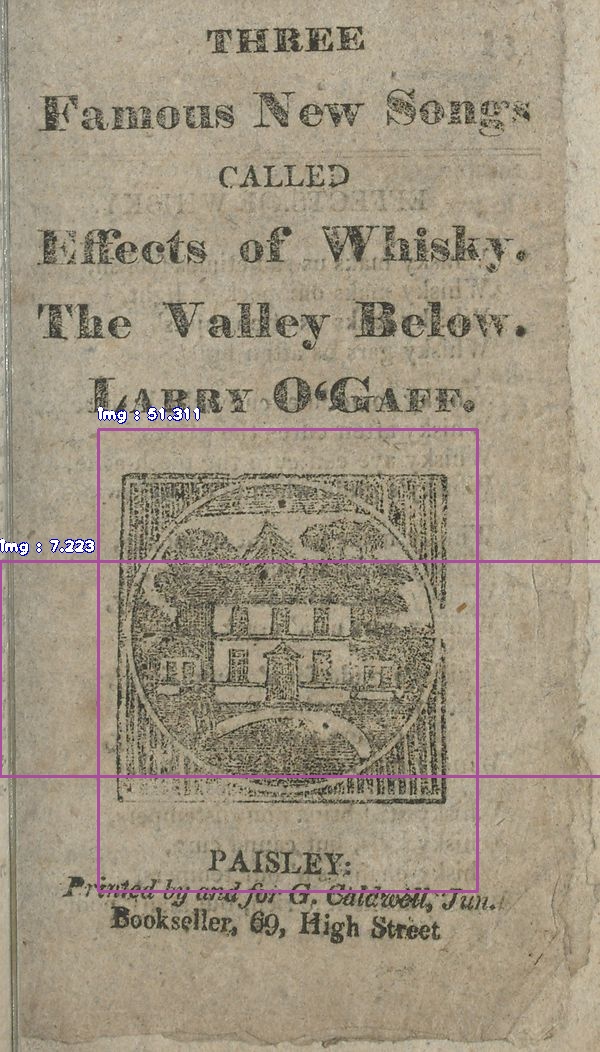 THREE
Famous New Songs
CALLED
Effects of Whisky.
The Valley Below.
LARRY O‘GAFF.
Img : 51.311
Img : 7.223
PAISLEY:
Printed by and for G. Caldwell, Jun.
Bookseller, 69, High Street